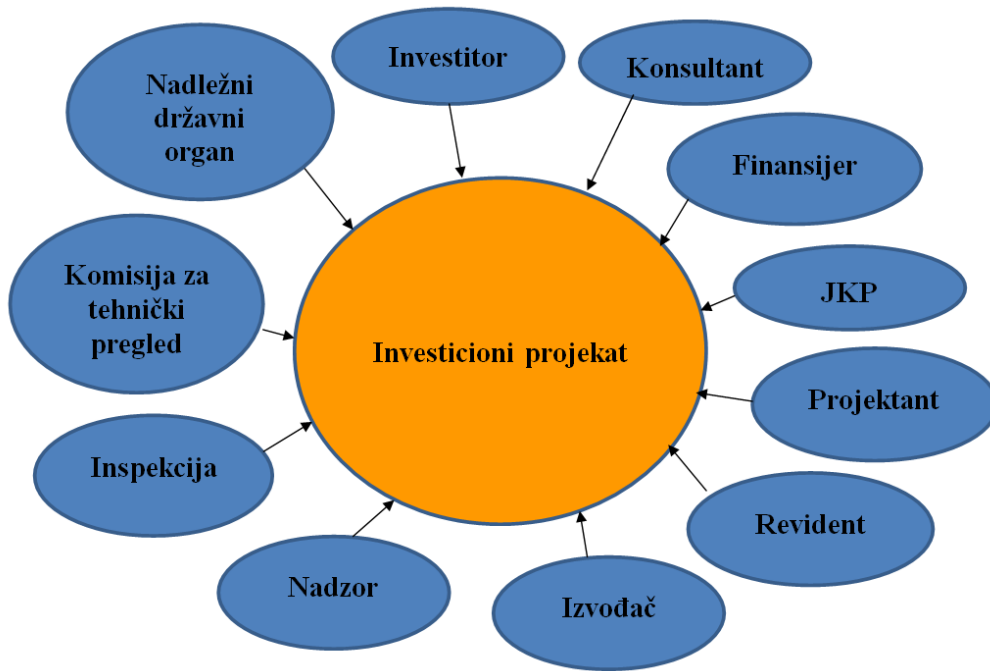 Investitor
Konsultant
Nadležni
državni
organ
Finansijer
Komisija za
tehnički
pregled
JKP
Investicioni projekat
Projektant
Inspekcija
Revident
Nadzor
Izvođač